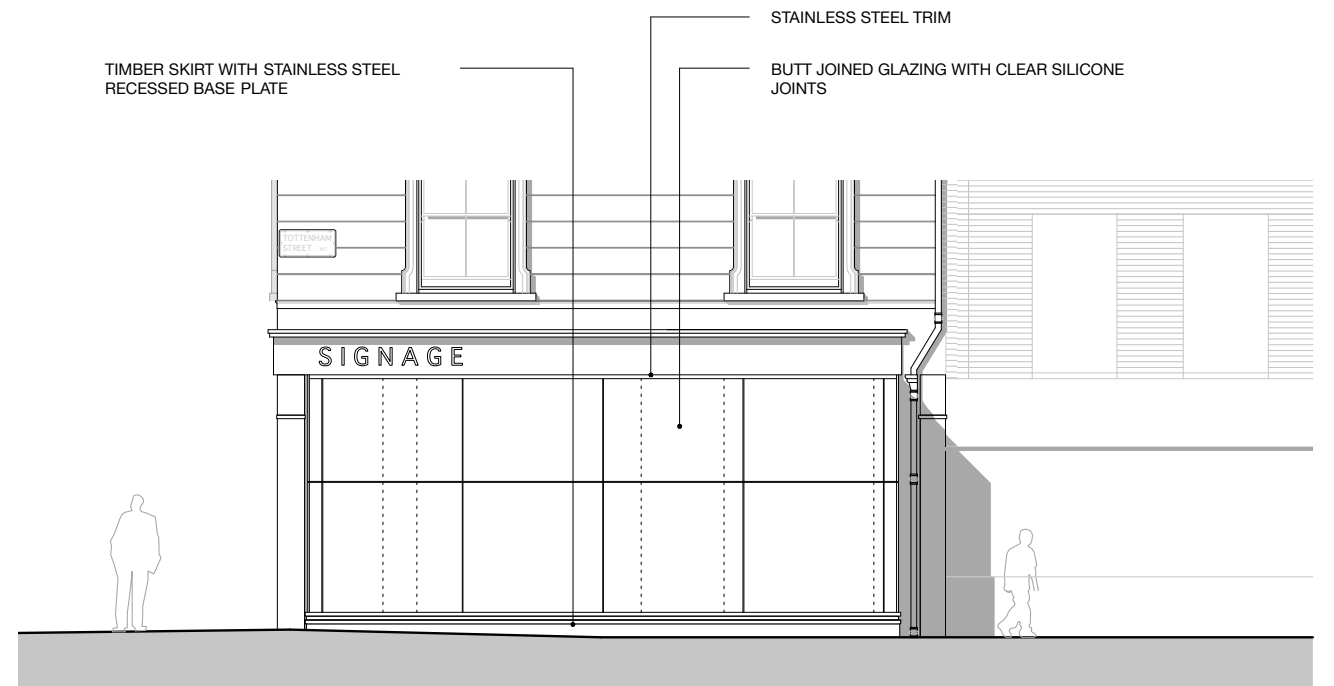 STAINLESS STEEL TRIM
TIMBER SKIRT WITH STAINLESS STEEL
RECESSED BASE PLATE
BUTT JOINED GLAZING WITH CLEAR SILICONE
JOINTS
TOTTENHAM
STREET W1
SIGNAGE